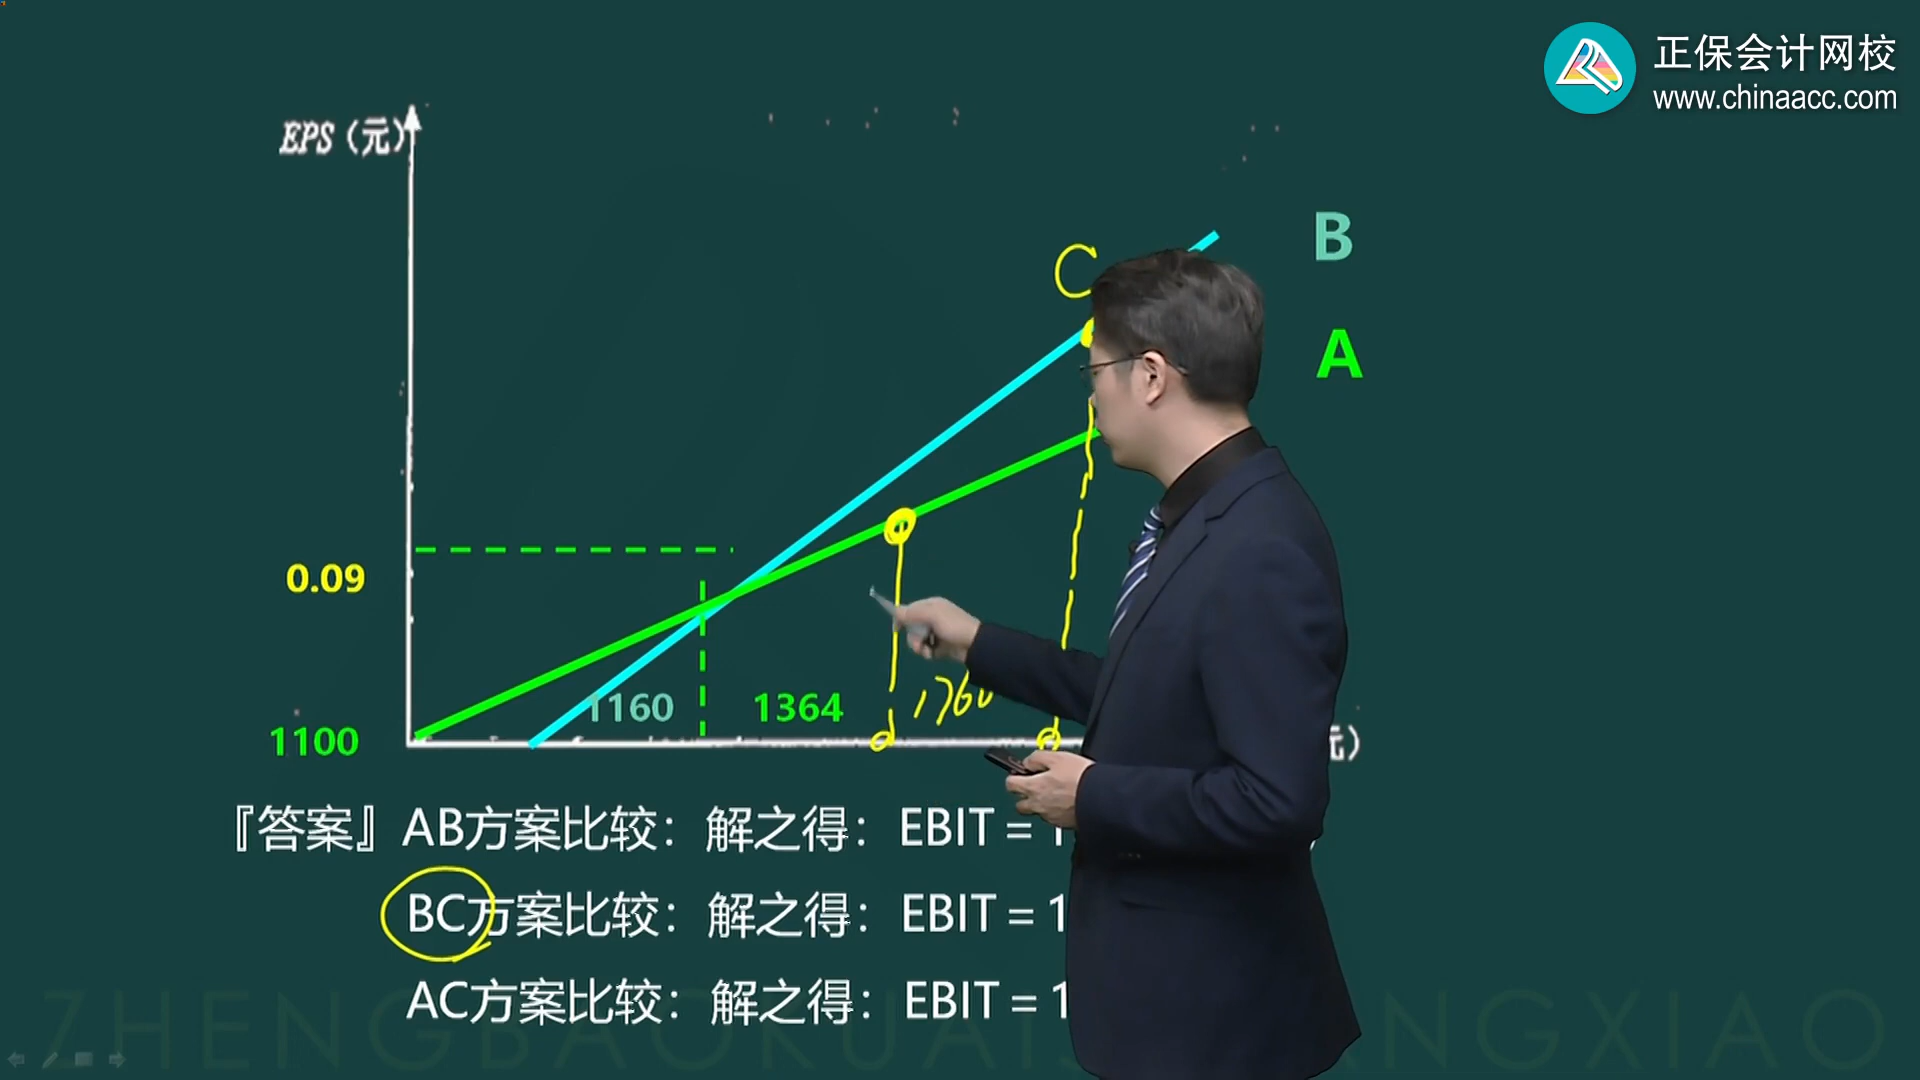 正保会计网校
www.chinaacc.com
EPS（元）
B
C
A
0.09
1160
1364
1760
1100
元）
『答案』AB方案比较：解之得：EBIT＝1
BC方案比较：解之得：EBIT＝1
AC方案比较：解之得：EBIT＝1